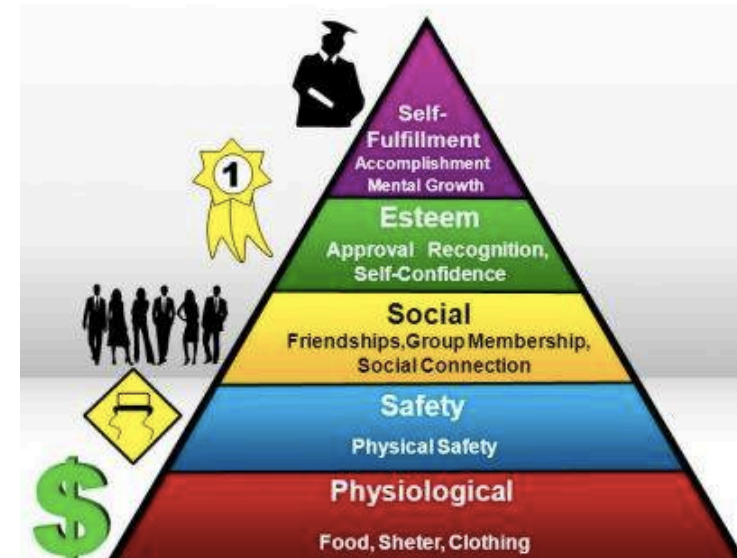 Self-
Fulfillment
Accomplishment
Mental Growth
1
Esteem
Approval Recognition,
Self-Confidence
Social
Friendships,Group Membership,
Social Connection
Safety
Physical Safety
$
Physiological
Food, Sheter, Clothing